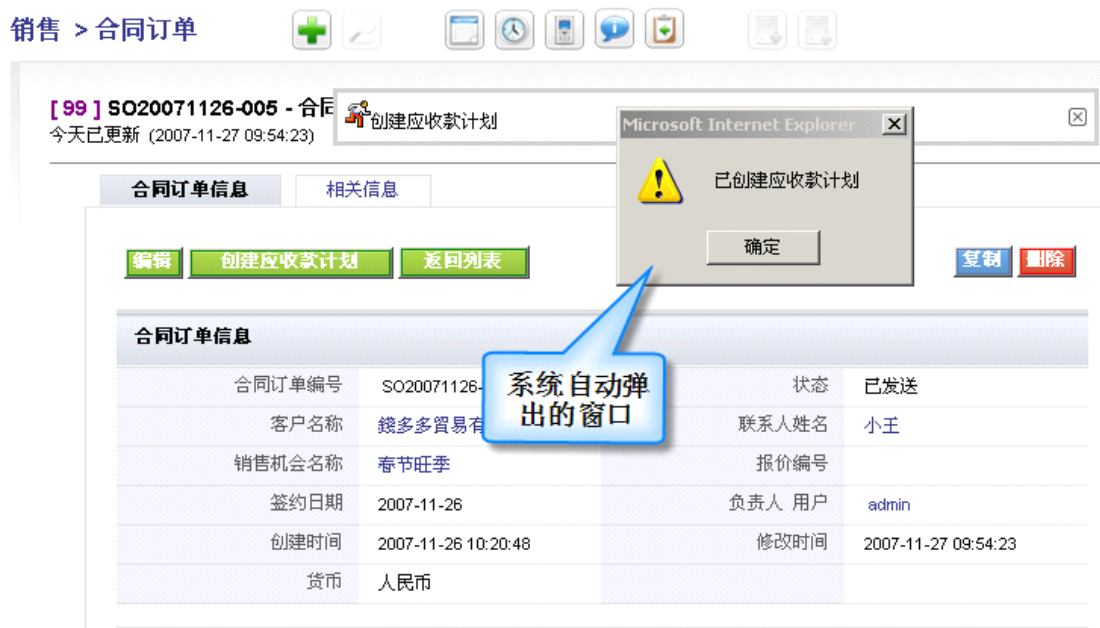 销售 > 合同订单
[ 99 ] SO20071126-005 - 合同
今天已更新 (2007-11-27 09:54:23)
创建应收款计划
Microsoft Internet Explorer
已创建应收款计划
确定
合同订单信息
相关信息
编辑
创建应收款计划
返回列表
复制
删除
系统自动弹
出的窗口
合同订单信息
合同订单编号 SO20071126- 状态 已发送
客户名称 錢多多貿易有 联系人姓名 小王
销售机会名称 春节旺季 报价编号
签约日期 2007-11-26 负责人 用户 admin
创建时间 2007-11-26 10:20:48 修改时间 2007-11-27 09:54:23
货币 人民币